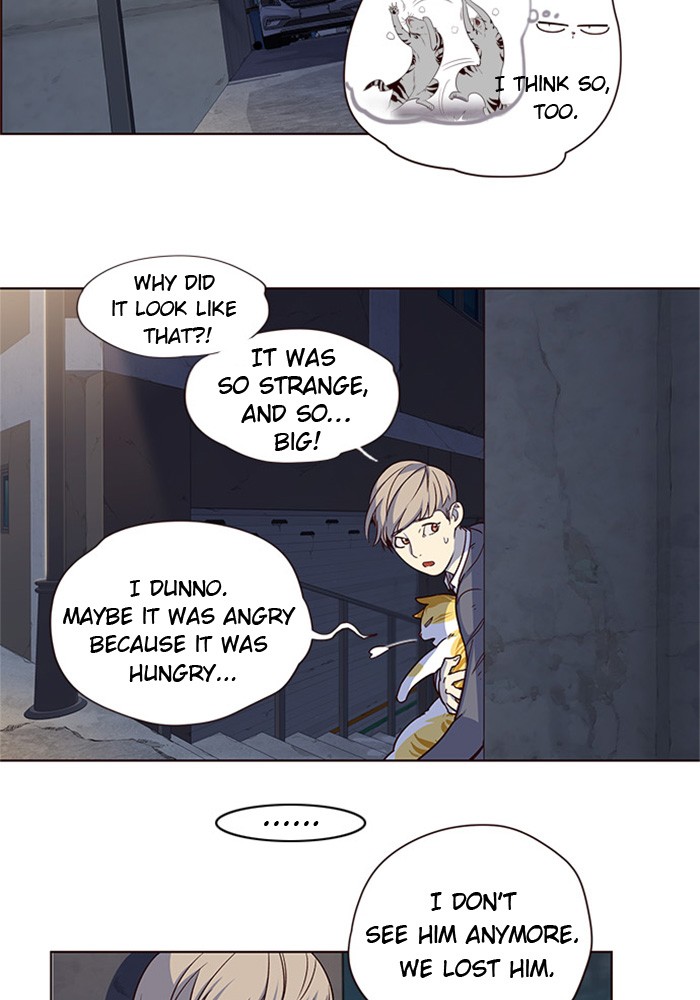 I THINK SO,
TOO.
WHY DID
IT LOOK LIKE
THAT?!
IT WAS
SO STRANGE,
AND SO...
BIG!
I DUNNO.
MAYBE IT WAS ANGRY
BECAUSE IT WAS
HUNGRY...
......
I DON'T
SEE HIM ANYMORE.
WE LOST HIM.